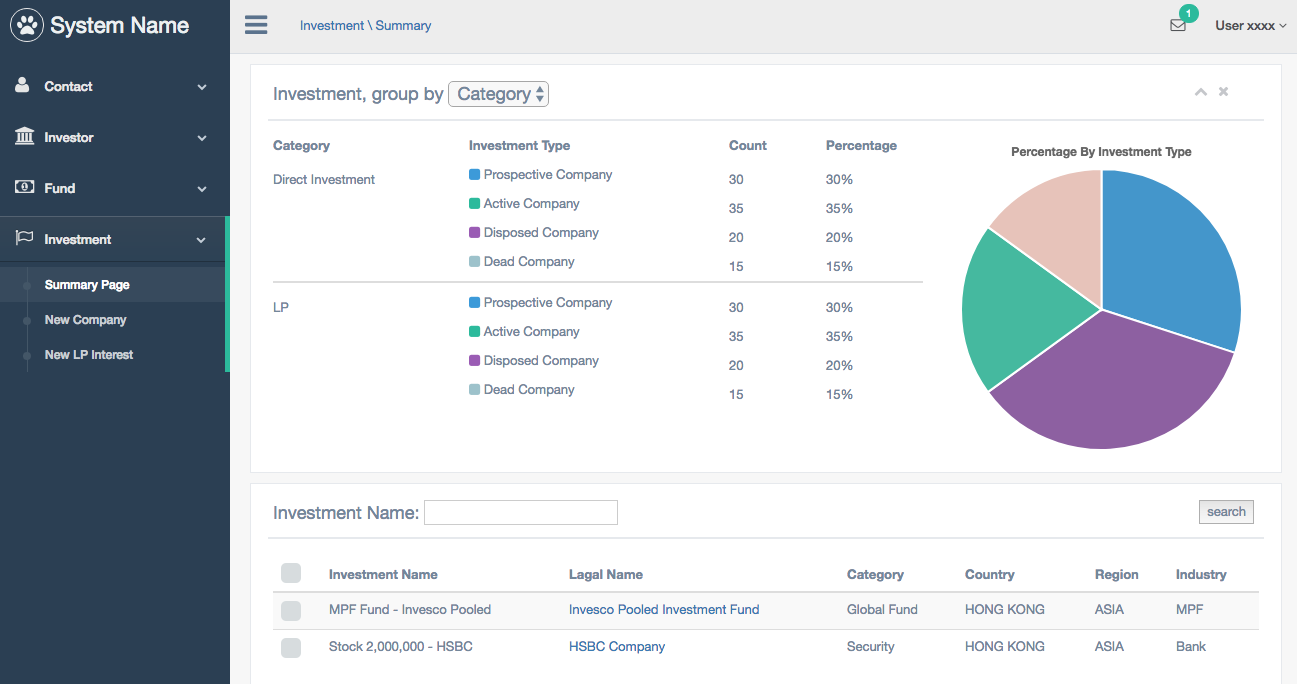 System Name
Investment \ Summary
1
User xxxx
Contact
Investor
Fund
Investment
Summary Page
New Company
New LP Interest
Investment, group by Category
Category Investment Type Count Percentage
Direct Investment Prospective Company 30 30%
Active Company 35 35%
Disposed Company 20 20%
Dead Company 15 15%
LP Prospective Company 30 30%
Active Company 35 35%
Disposed Company 20 20%
Dead Company 15 15%
Percentage By Investment Type
Investment Name: search
Investment Name Lagal Name Category Country Region Industry
MPF Fund - Invesco Pooled Invesco Pooled Investment Fund Global Fund HONG KONG ASIA MPF
Stock 2,000,000 - HSBC HSBC Company Security HONG KONG ASIA Bank